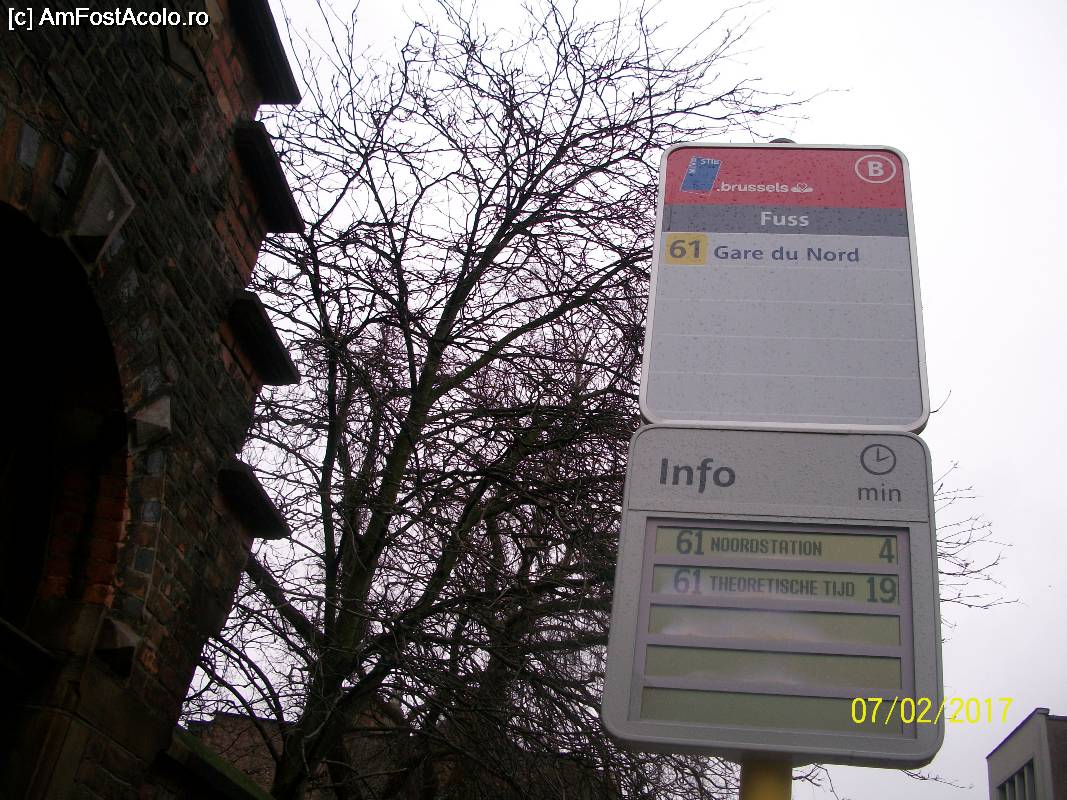 [c] AmFostAcolo.ro
STIB
B
.brussels
Fuss
61 Gare du Nord
Info
min
61 NOORDSTATION 4
61 THEORETISCHE TIJD 19
07/02/2017